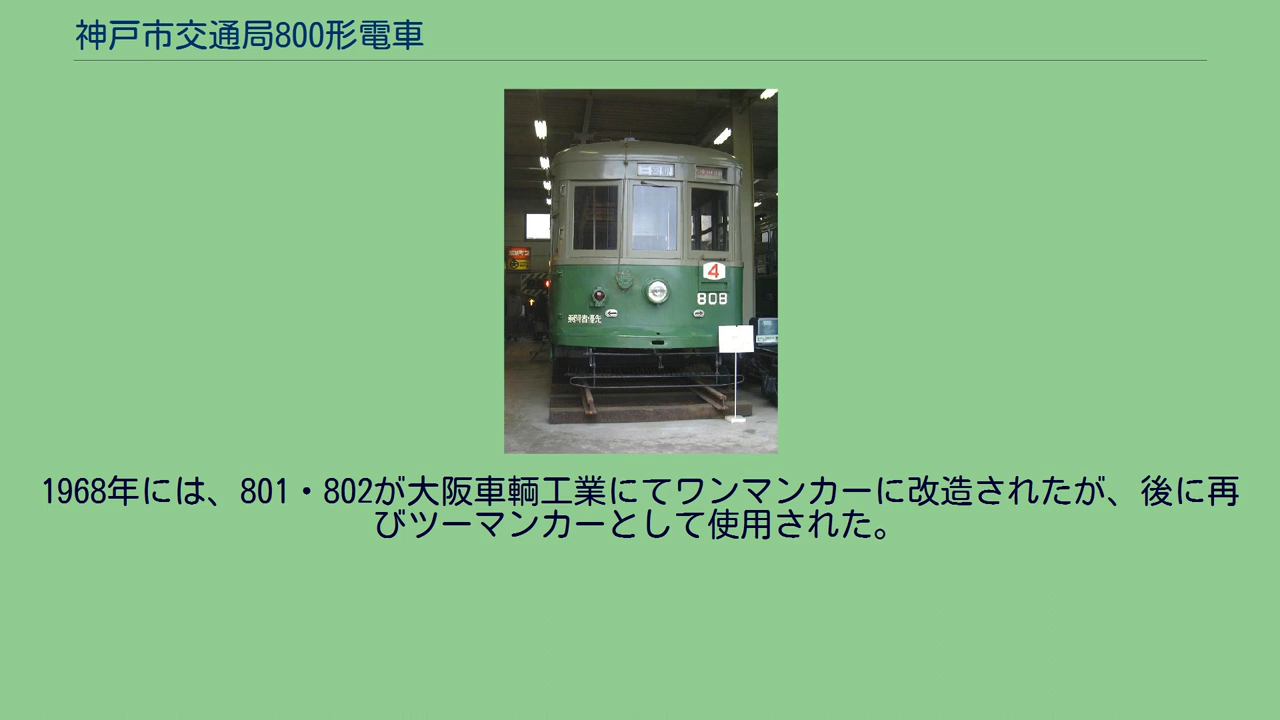 神戸市交通局800形電車
4
808
1968年には、801・802が大阪車輌工業にてワンマンカーに改造されたが、後に再
びツーマンカーとして使用された。